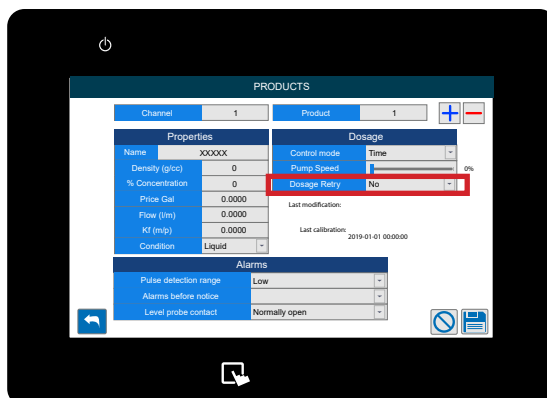 PRODUCTS
Channel 1 Product 1
Properties
Name XXXXX
Density (g/cc) 0
% Concentration 0
Price Gal 0.0000
Flow (l/m) 0.0000
Kf (m/p) 0.0000
Condition Liquid
Dosage
Control mode Time
Pump Speed 0%
Dosage Retry No
Last modification:
Last calibration:
2019-01-01 00:00:00
Alarms
Pulse detection range Low
Alarms before notice
Level probe contact Normally open